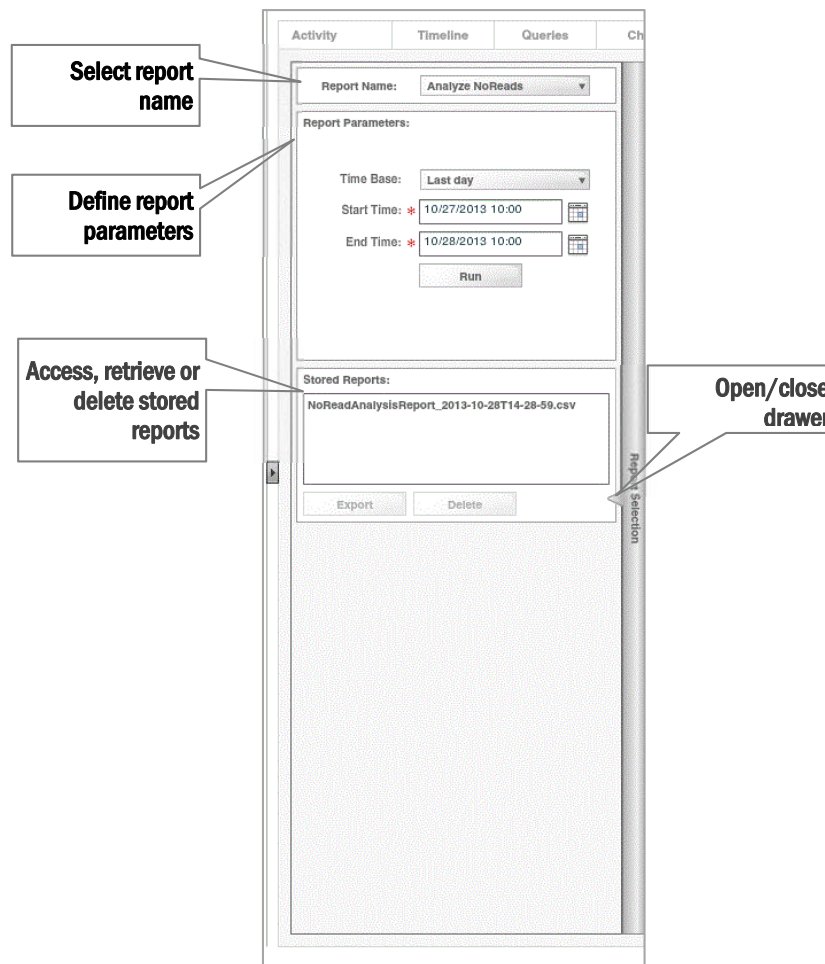 Activity Timeline Queries Ch
Select report
name
Report Name: Analyze NoReads
Report Parameters:
Define report
parameters
Time Base: Last day
Start Time: * 10/27/2013 10:00
End Time: * 10/28/2013 10:00
Run
Access, retrieve or
delete stored
reports
Stored Reports:
NoReadAnalysisReport_2013-10-28T14-28-59.csv
Export Delete
Open/close
drawer
Report Selection